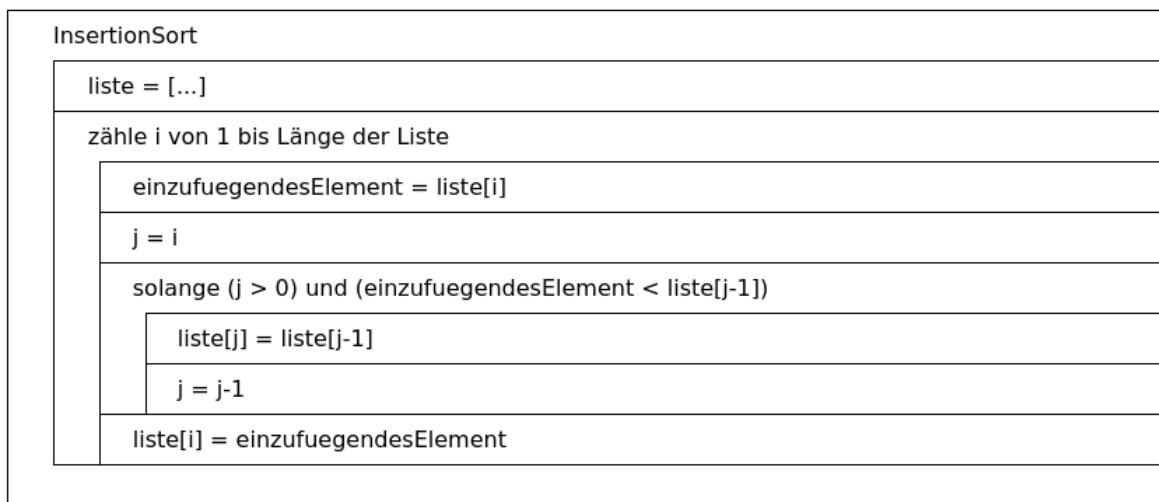 InsertionSort
liste = [...]
zähle i von 1 bis Länge der Liste
einzufuegendesElement = liste[i]
j = i
solange (j > 0) und (einzufuegendesElement < liste[j-1])
liste[j] = liste[j-1]
j = j-1
liste[i] = einzufuegendesElement